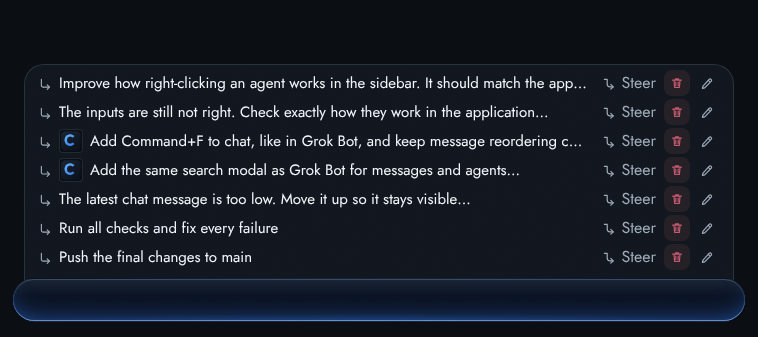 Improve how right-clicking an agent works in the sidebar. It should match the app... Steer
The inputs are still not right. Check exactly how they work in the application... Steer
C Add Command+F to chat, like in Grok Bot, and keep message reordering c... Steer
C Add the same search modal as Grok Bot for messages and agents... Steer
The latest chat message is too low. Move it up so it stays visible... Steer
Run all checks and fix every failure Steer
Push the final changes to main Steer